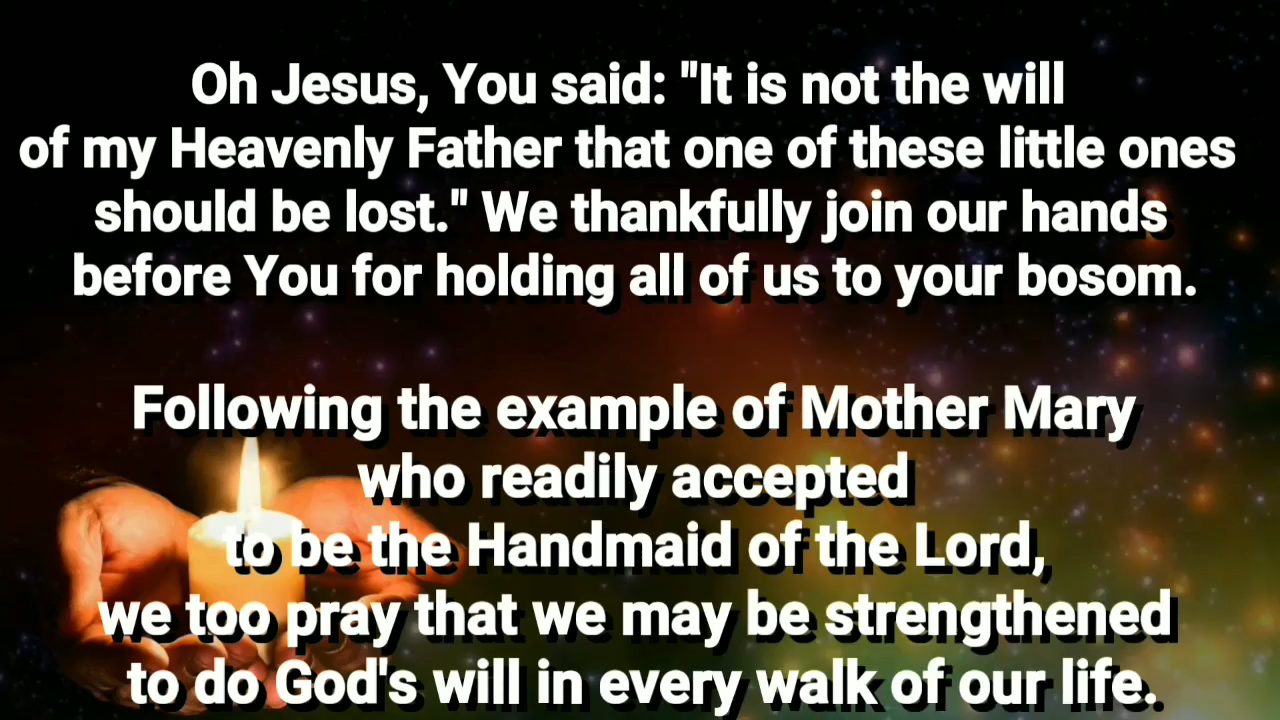 Oh Jesus, You said: "It is not the will
of my Heavenly Father that one of these little ones
should be lost." We thankfully join our hands
before You for holding all of us to your bosom.
Following the example of Mother Mary
who readily accepted
to be the Handmaid of the Lord,
we too pray that we may be strengthened
to do God's will in every walk of our life.